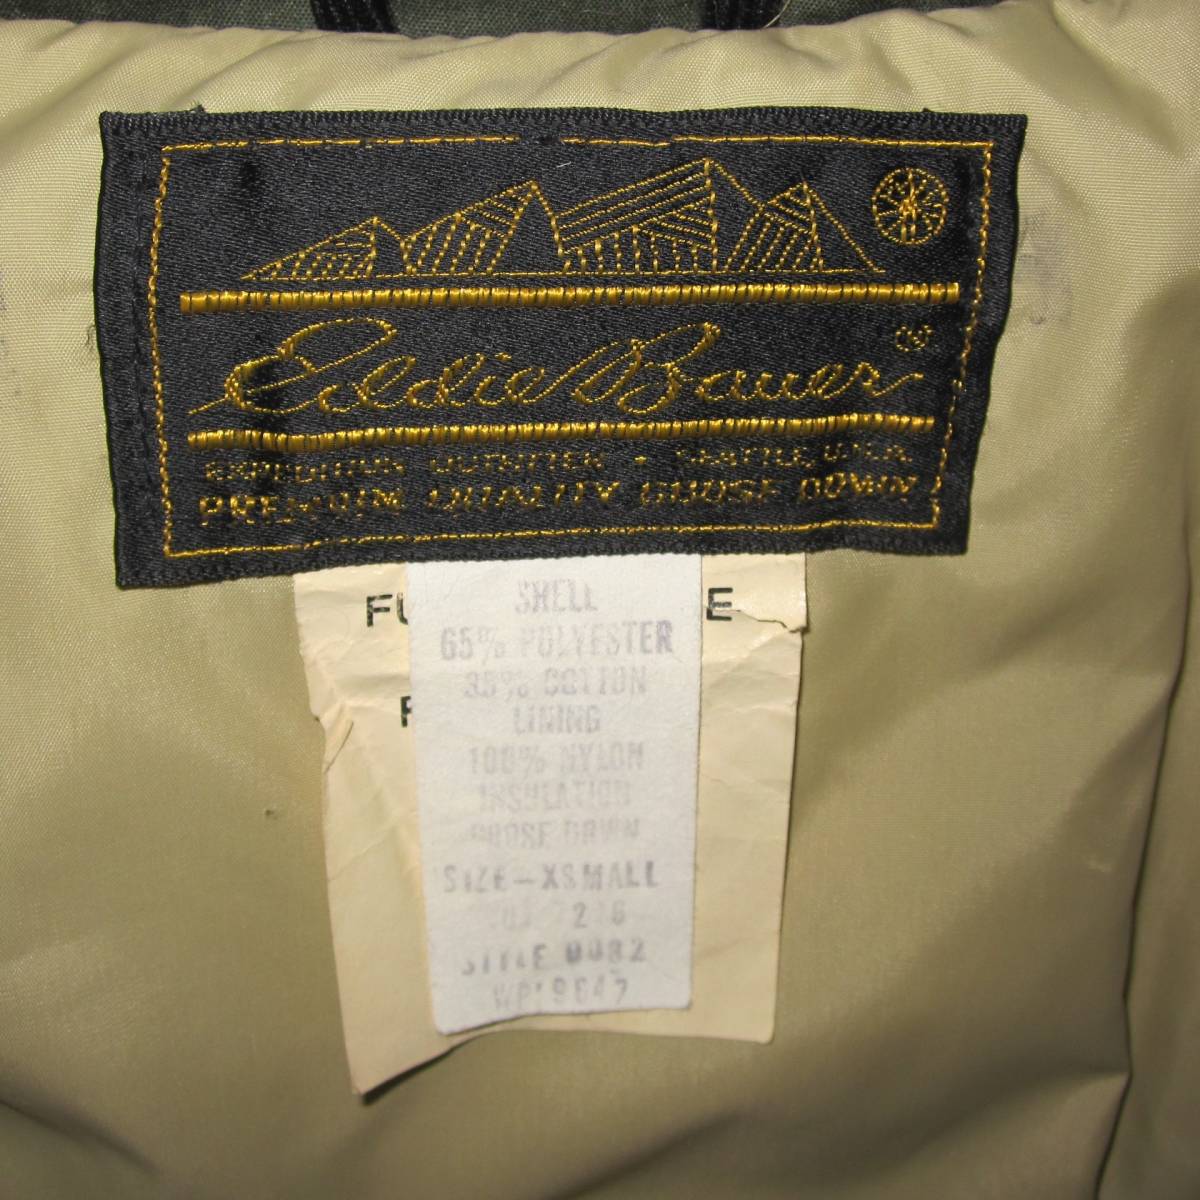 Eddie Bauer
EXPEDITION OUTFITTER • SEATTLE, U.S.A.
PREMIUM QUALITY GOOSE DOWN
SHELL
65% POLYESTER
35% COTTON
LINING
100% NYLON
INSULATION
GOOSE DOWN
SIZE-XSMALL
STYLE 0082